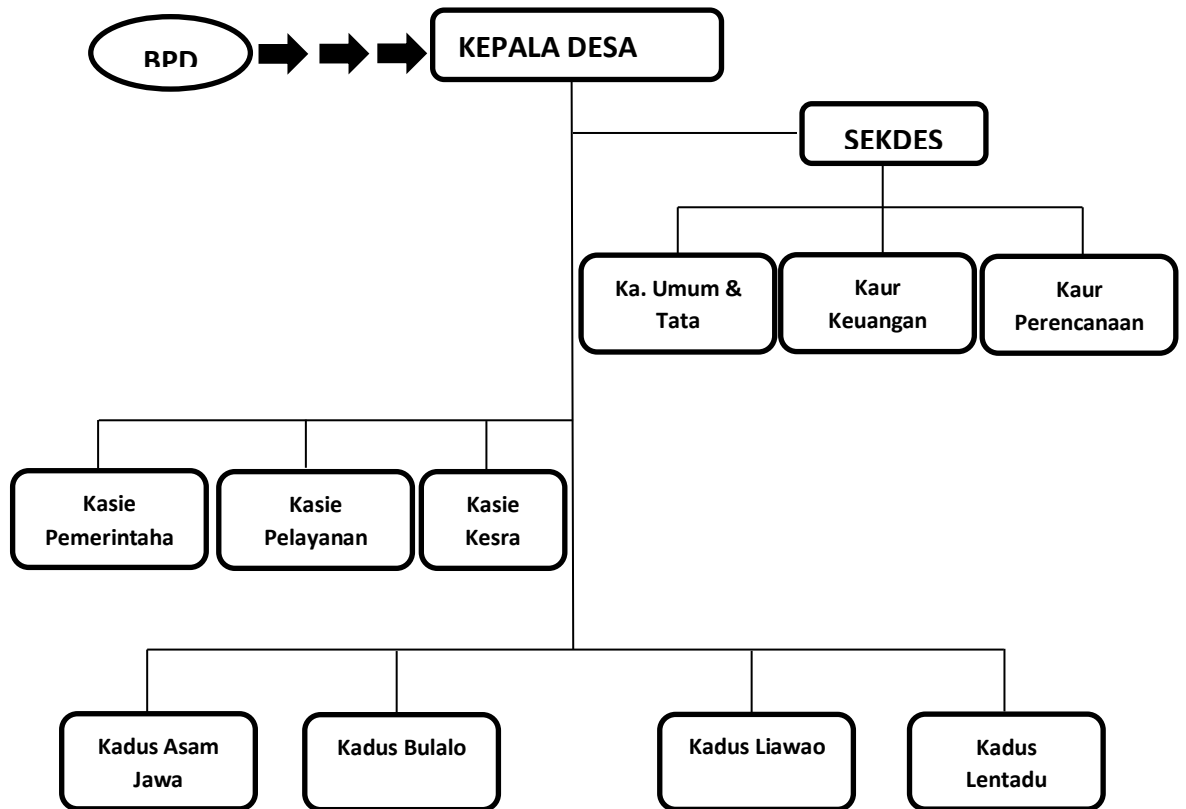 BPD
KEPALA DESA
SEKDES
Ka. Umum &
Tata
Kaur
Keuangan
Kaur
Perencanaan
Kasie
Pemerintaha
Kasie
Pelayanan
Kasie
Kesra
Kadus Asam
Jawa
Kadus Bulalo
Kadus Liawao
Kadus
Lentadu